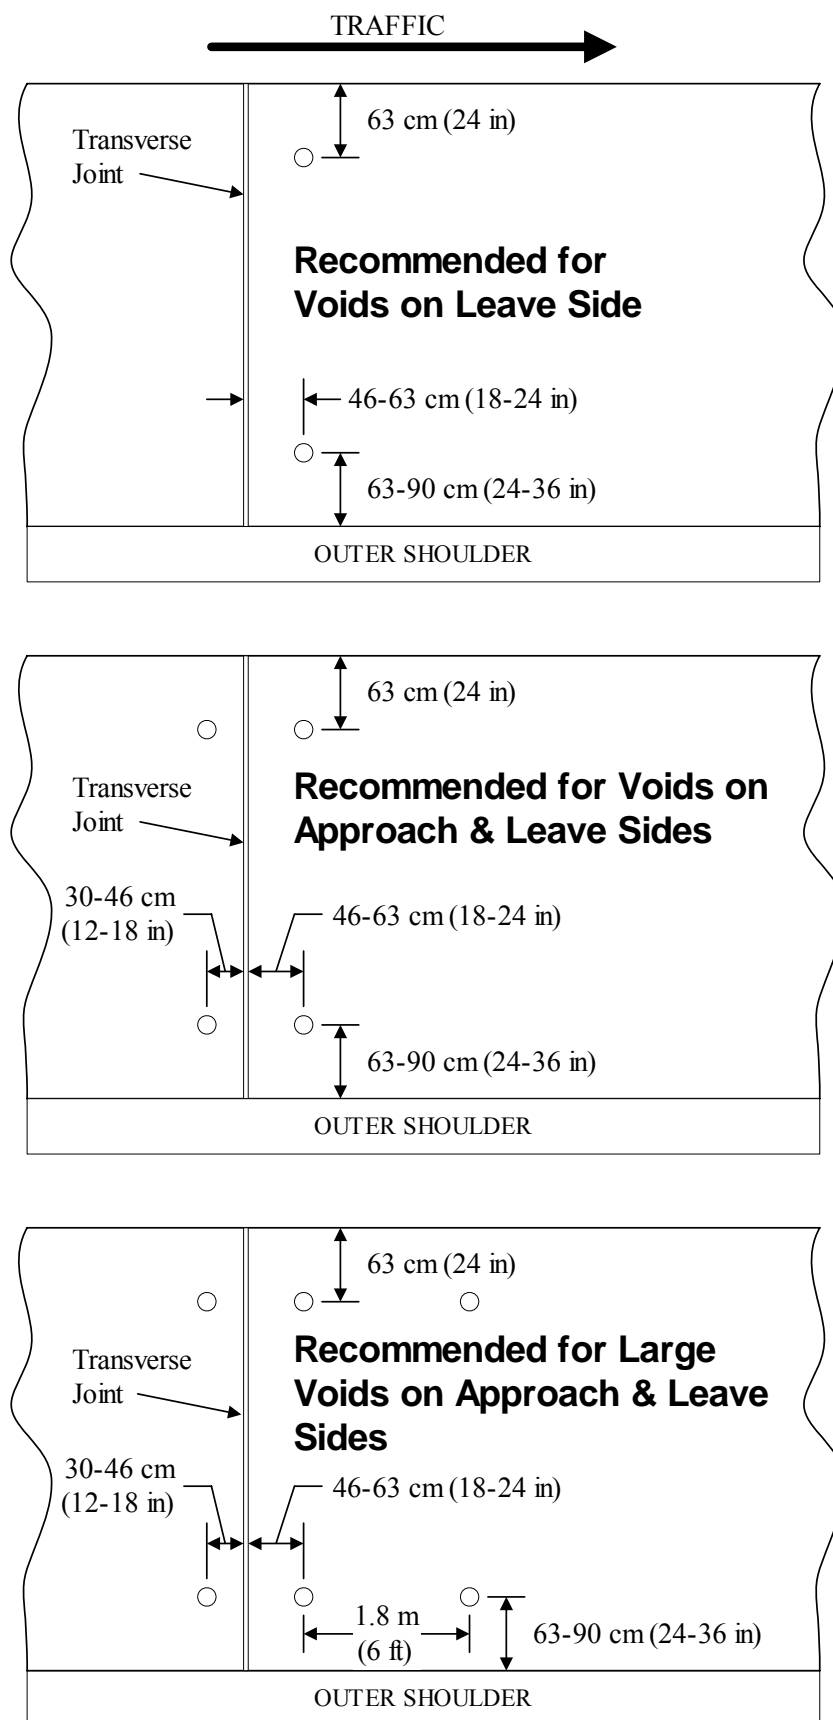 TRAFFIC
63 cm (24 in)
Transverse
Joint
Recommended for
Voids on Leave Side
46-63 cm (18-24 in)
63-90 cm (24-36 in)
OUTER SHOULDER
63 cm (24 in)
Transverse
Joint
Recommended for Voids on
Approach & Leave Sides
30-46 cm
(12-18 in)
46-63 cm (18-24 in)
63-90 cm (24-36 in)
OUTER SHOULDER
63 cm (24 in)
Transverse
Joint
Recommended for Large
Voids on Approach & Leave
Sides
30-46 cm
(12-18 in)
46-63 cm (18-24 in)
1.8 m
(6 ft)
63-90 cm (24-36 in)
OUTER SHOULDER